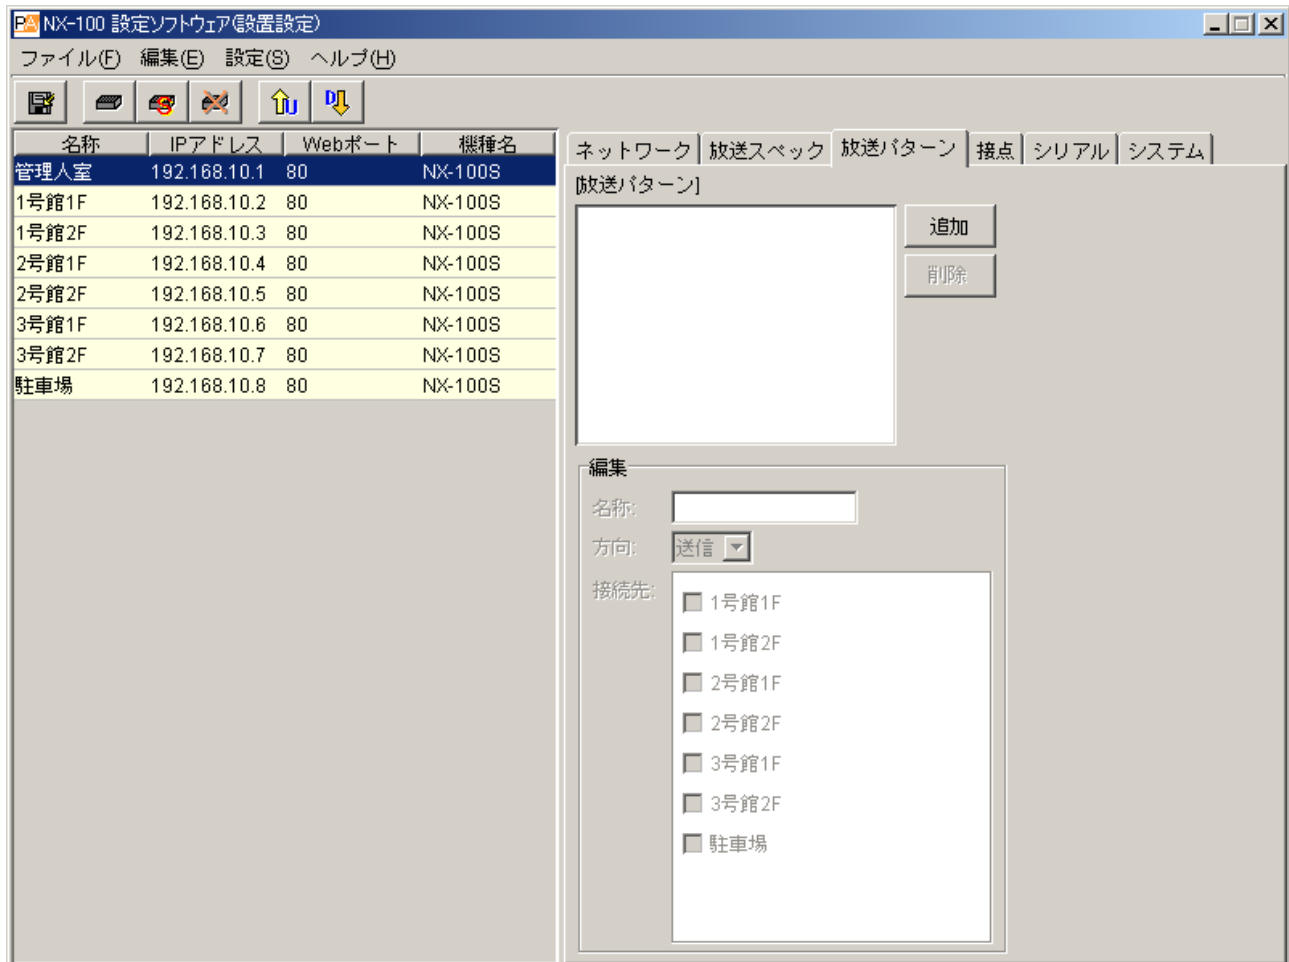 NX-100 設定ソフトウェア(設置設定)
ファイル(F) 編集(E) 設定(S) ヘルプ(H)
名称 IPアドレス Webポート 機種名
管理人室 192.168.10.1 80 NX-100S
1号館1F 192.168.10.2 80 NX-100S
1号館2F 192.168.10.3 80 NX-100S
2号館1F 192.168.10.4 80 NX-100S
2号館2F 192.168.10.5 80 NX-100S
3号館1F 192.168.10.6 80 NX-100S
3号館2F 192.168.10.7 80 NX-100S
駐車場 192.168.10.8 80 NX-100S
ネットワーク 放送スペック 放送パターン 接点 シリアル システム
[放送パターン]
追加
削除
編集
名称:
方向: 送信
接続先:
1号館1F
1号館2F
2号館1F
2号館2F
3号館1F
3号館2F
駐車場